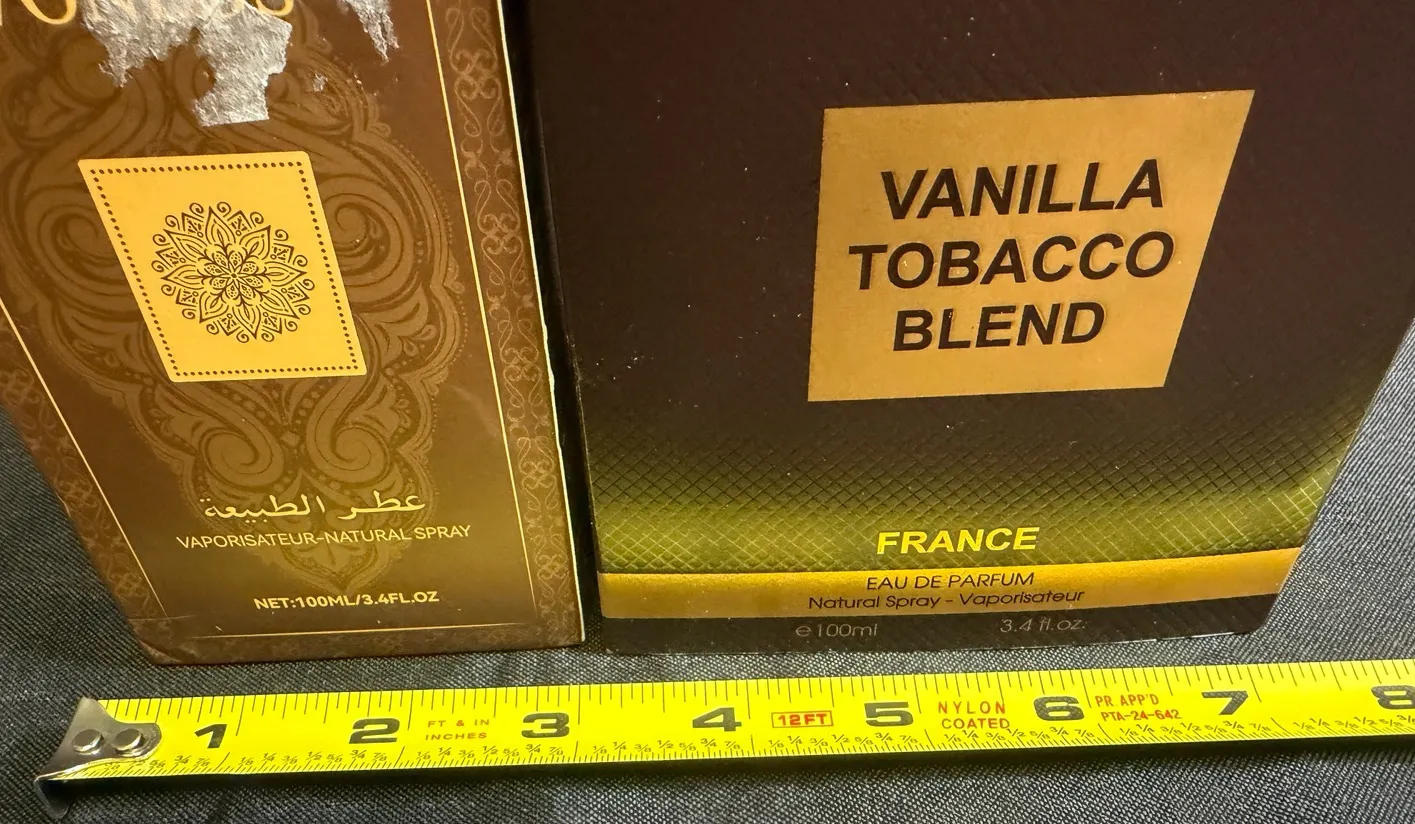 عطر الطبيعة
VAPORISATEUR-NATURAL SPRAY
NET:100ML/3.4FL.OZ
VANILLA
TOBACCO
BLEND
FRANCE
EAU DE PARFUM
Natural Spray - Vaporisateur
e100ml 3.4 fl.oz.
1 2 FT & IN 3 4 12FT 5 NYLON 6 PR APP'D 7 8
INCHES COATED PTA-24-642